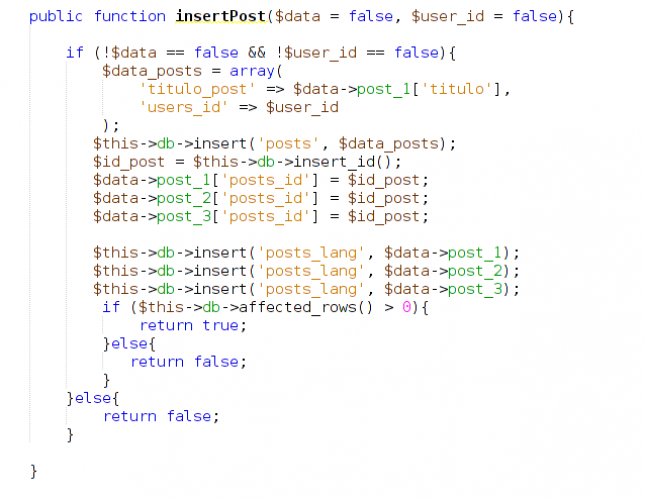 public function insertPost($data = false, $user_id = false){
if (!$data == false && !$user_id == false){
$data_posts = array(
'titulo_post' => $data->post_1['titulo'],
'users_id' => $user_id
);
$this->db->insert('posts', $data_posts);
$id_post = $this->db->insert_id();
$data->post_1['posts_id'] = $id_post;
$data->post_2['posts_id'] = $id_post;
$data->post_3['posts_id'] = $id_post;
$this->db->insert('posts_lang', $data->post_1);
$this->db->insert('posts_lang', $data->post_2);
$this->db->insert('posts_lang', $data->post_3);
if ($this->db->affected_rows() > 0){
return true;
}else{
return false;
}
}else{
return false;
}
}